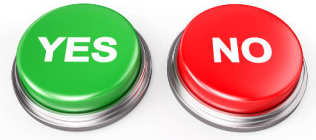 YES NO